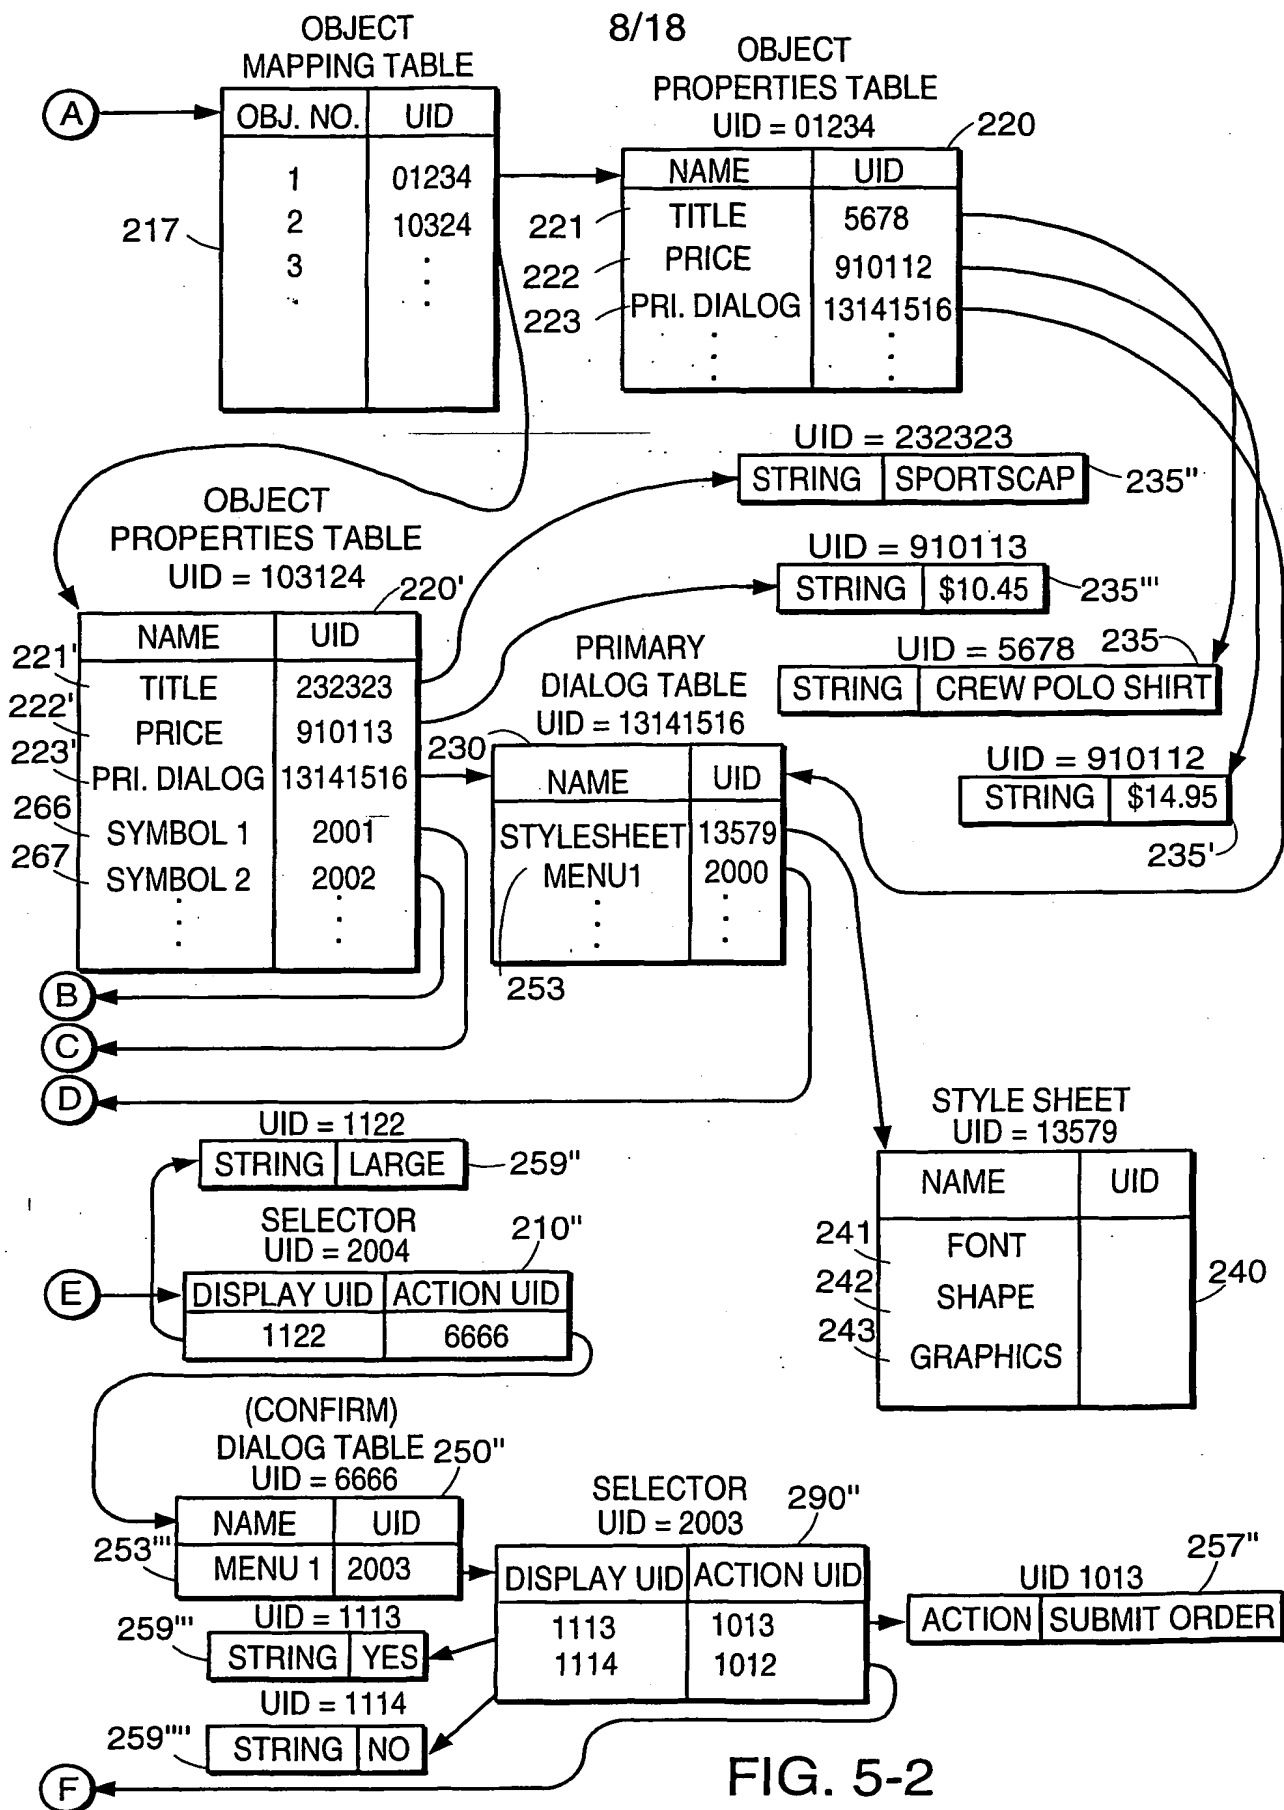 8/18
OBJECT
MAPPING TABLE
A
OBJ. NO. UID
1 01234
2 10324
3
217
OBJECT
PROPERTIES TABLE
UID = 01234
220
NAME UID
221 TITLE 5678
222 PRICE 910112
223 PRI. DIALOG 13141516
UID = 232323
STRING SPORTSCAP 235"
UID = 910113
STRING $10.45 235'''
UID = 5678 235
STRING CREW POLO SHIRT
UID = 910112
STRING $14.95
235'
OBJECT
PROPERTIES TABLE
UID = 103124
220'
NAME UID
221' TITLE 232323
222' PRICE 910113
223' PRI. DIALOG 13141516
266 SYMBOL 1 2001
267 SYMBOL 2 2002
PRIMARY
DIALOG TABLE
UID = 13141516
230
NAME UID
STYLESHEET 13579
MENU1 2000
253
B
C
D
STYLE SHEET
UID = 13579
NAME UID
241 FONT
242 SHAPE
243 GRAPHICS
240
UID = 1122
STRING LARGE 259"
SELECTOR
UID = 2004
210"
E
DISPLAY UID ACTION UID
1122 6666
(CONFIRM)
DIALOG TABLE
UID = 6666
250"
NAME UID
253''' MENU 1 2003
UID = 1113
259''' STRING YES
UID = 1114
259'''' STRING NO
SELECTOR
UID = 2003
290"
DISPLAY UID ACTION UID
1113 1013
1114 1012
257"
UID 1013
ACTION SUBMIT ORDER
F
FIG. 5-2